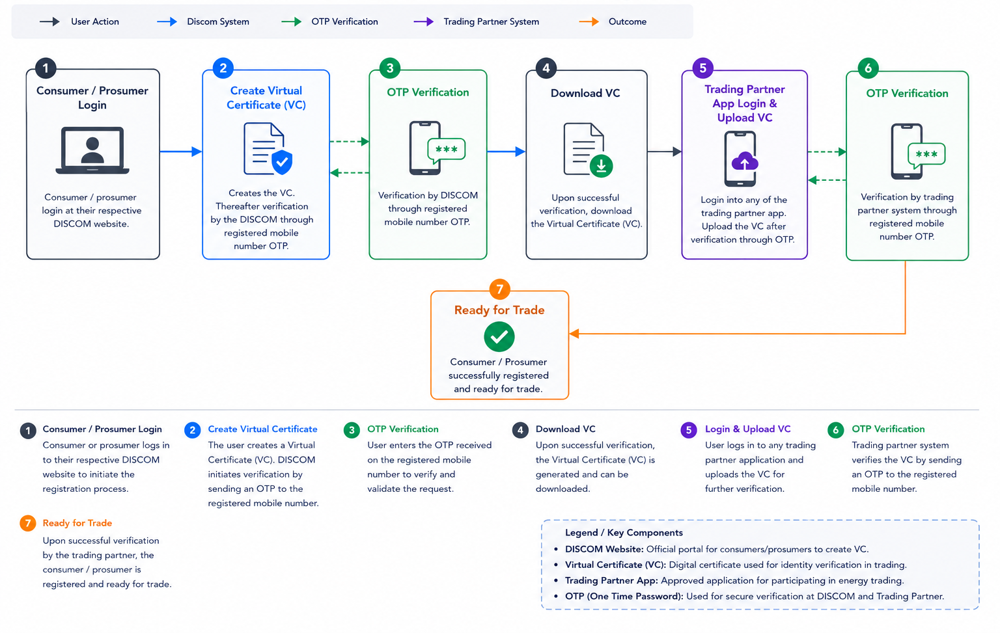 User Action
Discom System
OTP Verification
Trading Partner System
Outcome
1
Consumer / Prosumer
Login
Consumer / prosumer
login at their respective
DISCOM website.
2
Create Virtual
Certificate (VC)
Creates the VC.
Thereafter verification
by the DISCOM through
registered mobile
number OTP.
3
OTP Verification
***
Verification by DISCOM
through registered
mobile number OTP.
4
Download VC
Upon successful
verification, download
the Virtual Certificate (VC).
5
Trading Partner
App Login &
Upload VC
Login into any of the
trading partner app.
Upload the VC after
verification through OTP.
6
OTP Verification
***
Verification by trading
partner system through
registered mobile
number OTP.
7
Ready for Trade
Consumer / Prosumer
successfully registered
and ready for trade.
1 Consumer / Prosumer Login
Consumer or prosumer logs in
to their respective DISCOM
website to initiate the
registration process.
2 Create Virtual Certificate
The user creates a Virtual
Certificate (VC). DISCOM
initiates verification by
sending an OTP to the
registered mobile number.
3 OTP Verification
User enters the OTP received
on the registered mobile
number to verify and
validate the request.
4 Download VC
Upon successful verification,
the Virtual Certificate (VC) is
generated and can be
downloaded.
5 Login & Upload VC
User logs in to any trading
partner application and
uploads the VC for
further verification.
6 OTP Verification
Trading partner system
verifies the VC by sending
an OTP to the registered
mobile number.
7 Ready for Trade
Upon successful verification
by the trading partner, the
consumer / prosumer is
registered and ready for trade.
Legend / Key Components
• DISCOM Website: Official portal for consumers/prosumers to create VC.
• Virtual Certificate (VC): Digital certificate used for identity verification in trading.
• Trading Partner App: Approved application for participating in energy trading.
• OTP (One Time Password): Used for secure verification at DISCOM and Trading Partner.